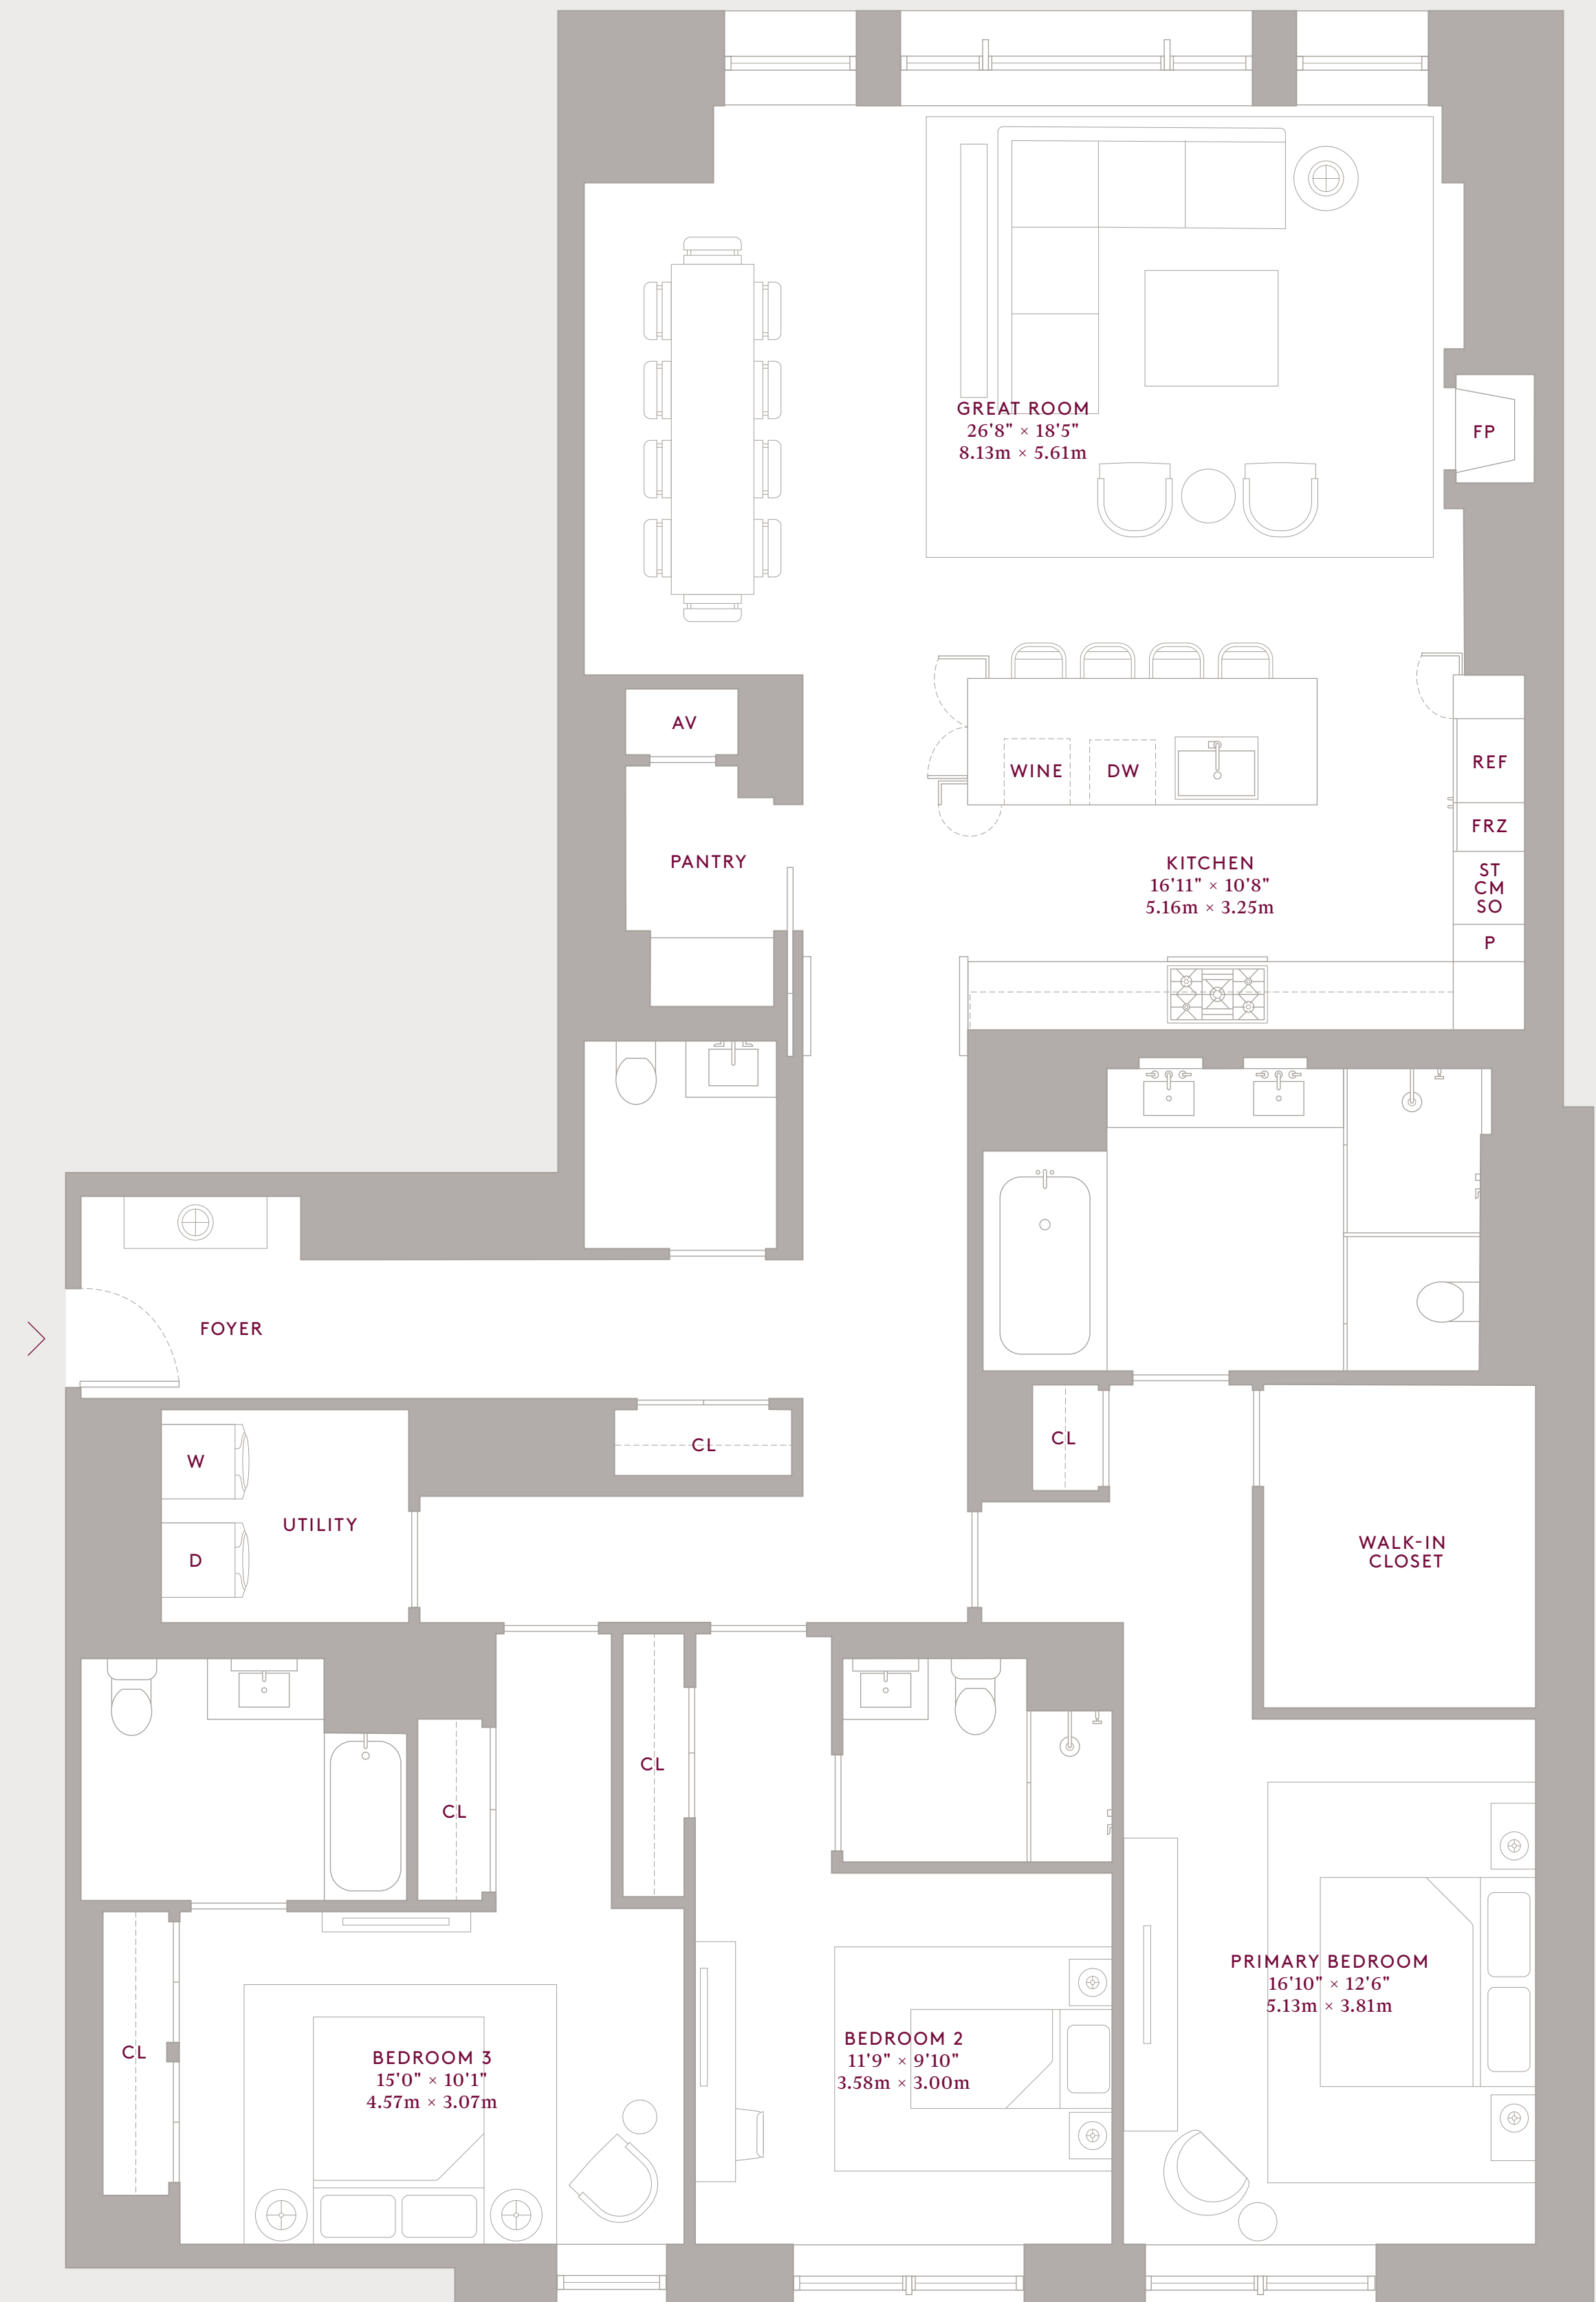 GREAT ROOM
26'8" × 18'5"
8.13m × 5.61m
FP
AV
WINE
DW
REF
FRZ
ST
CM
SO
P
PANTRY
KITCHEN
16'11" × 10'8"
5.16m × 3.25m
FOYER
CL
CL
W
D
UTILITY
WALK-IN
CLOSET
CL
CL
PRIMARY BEDROOM
16'10" × 12'6"
5.13m × 3.81m
BEDROOM 2
11'9" × 9'10"
3.58m × 3.00m
CL
BEDROOM 3
15'0" × 10'1"
4.57m × 3.07m